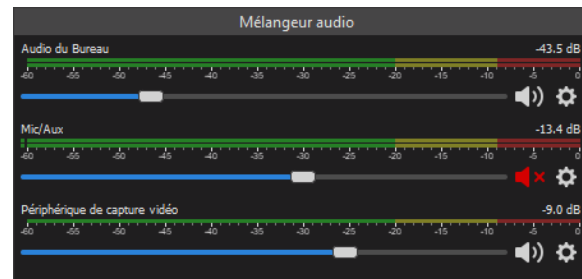 Mélangeur audio
Audio du Bureau -43.5 dB
-60 -55 -50 -45 -40 -35 -30 -25 -20 -15 -10 -5 0
Mic/Aux -13.4 dB
-60 -55 -50 -45 -40 -35 -30 -25 -20 -15 -10 -5 0
Périphérique de capture vidéo -9.0 dB
-60 -55 -50 -45 -40 -35 -30 -25 -20 -15 -10 -5 0